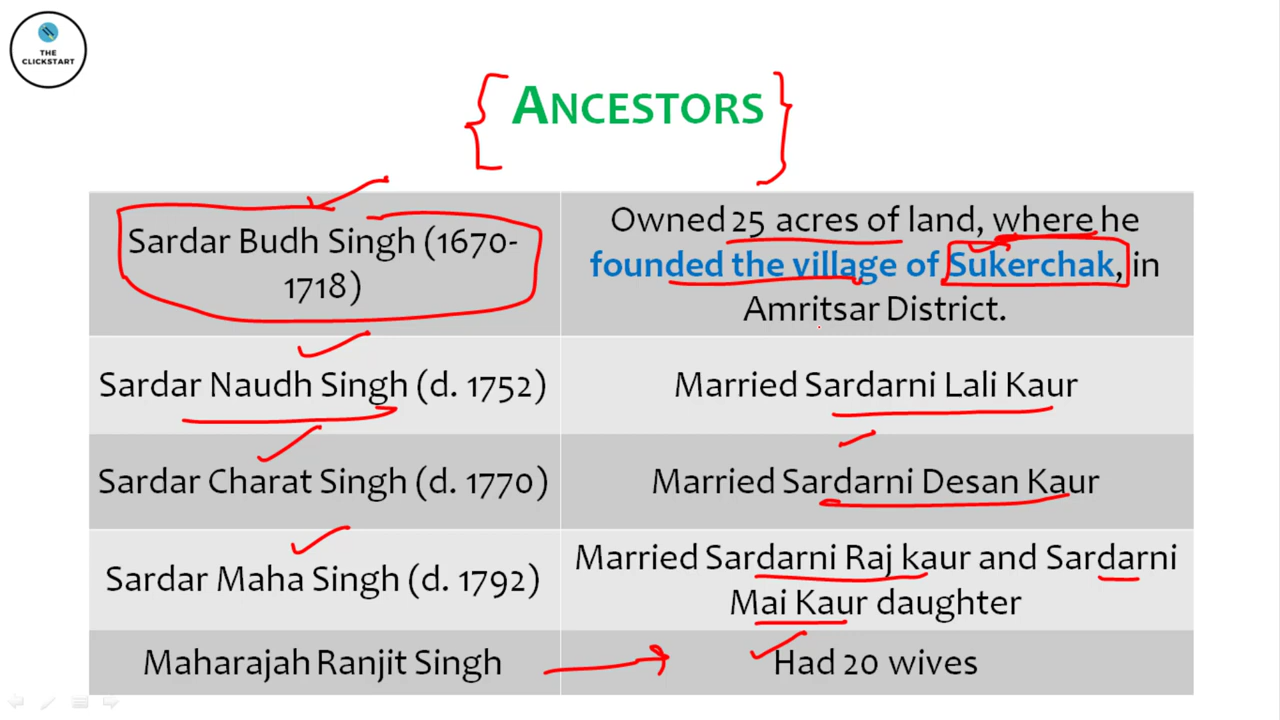 THE
CLICKSTART
ANCESTORS
Sardar Budh Singh (1670-
1718)
Owned 25 acres of land, where he
founded the village of Sukerchak, in
Amritsar District.
Sardar Naudh Singh (d. 1752)
Married Sardarni Lali Kaur
Sardar Charat Singh (d. 1770)
Married Sardarni Desan Kaur
Sardar Maha Singh (d. 1792)
Married Sardarni Raj kaur and Sardarni
Mai Kaur daughter
Maharajah Ranjit Singh
Had 20 wives